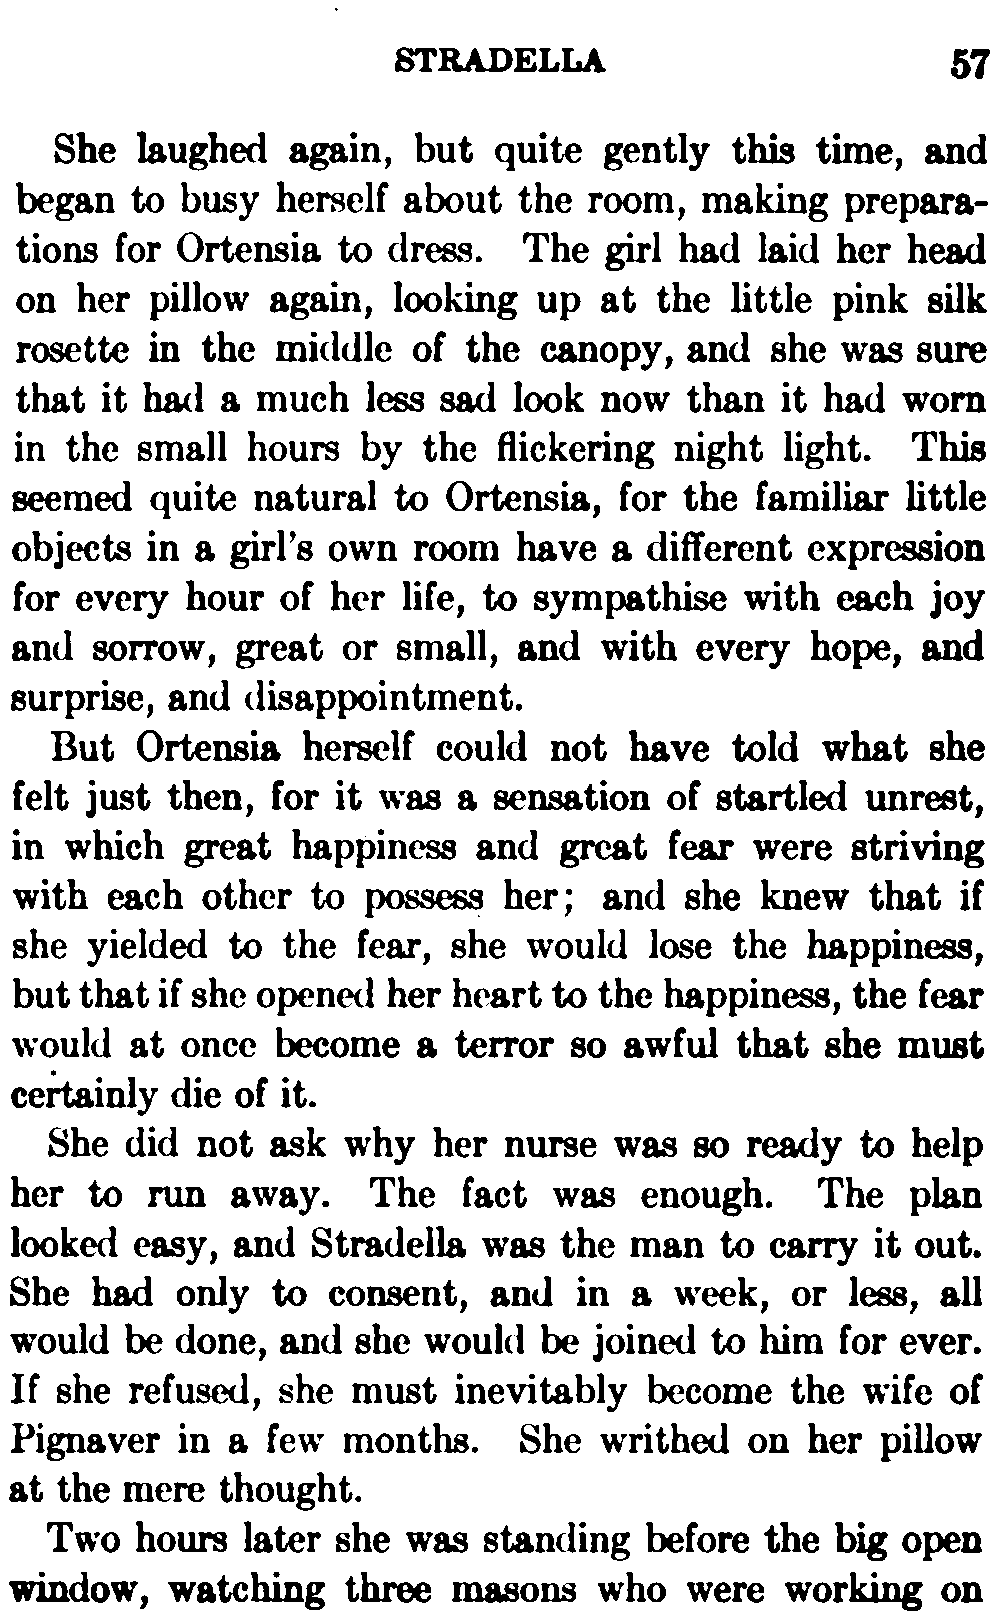 STRADELLA 57
She laughed again, but quite gently this time, and
began to busy herself about the room, making prepara-
tions for Ortensia to dress. The girl had laid her head
on her pillow again, looking up at the little pink silk
rosette in the middle of the canopy, and she was sure
that it had a much less sad look now than it had worn
in the small hours by the flickering night light. This
seemed quite natural to Ortensia, for the familiar little
objects in a girl's own room have a different expression
for every hour of her life, to sympathise with each joy
and sorrow, great or small, and with every hope, and
surprise, and disappointment.
But Ortensia herself could not have told what she
felt just then, for it was a sensation of startled unrest,
in which great happiness and great fear were striving
with each other to possess her; and she knew that if
she yielded to the fear, she would lose the happiness,
but that if she opened her heart to the happiness, the fear
would at once become a terror so awful that she must
certainly die of it.
She did not ask why her nurse was so ready to help
her to run away. The fact was enough. The plan
looked easy, and Stradella was the man to carry it out.
She had only to consent, and in a week, or less, all
would be done, and she would be joined to him for ever.
If she refused, she must inevitably become the wife of
Pignaver in a few months. She writhed on her pillow
at the mere thought.
Two hours later she was standing before the big open
window, watching three masons who were working on